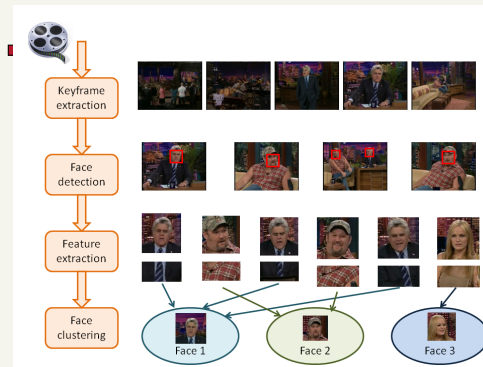 Keyframe
extraction
Face
detection
Feature
extraction
Face
clustering
Face 1
Face 2
Face 3